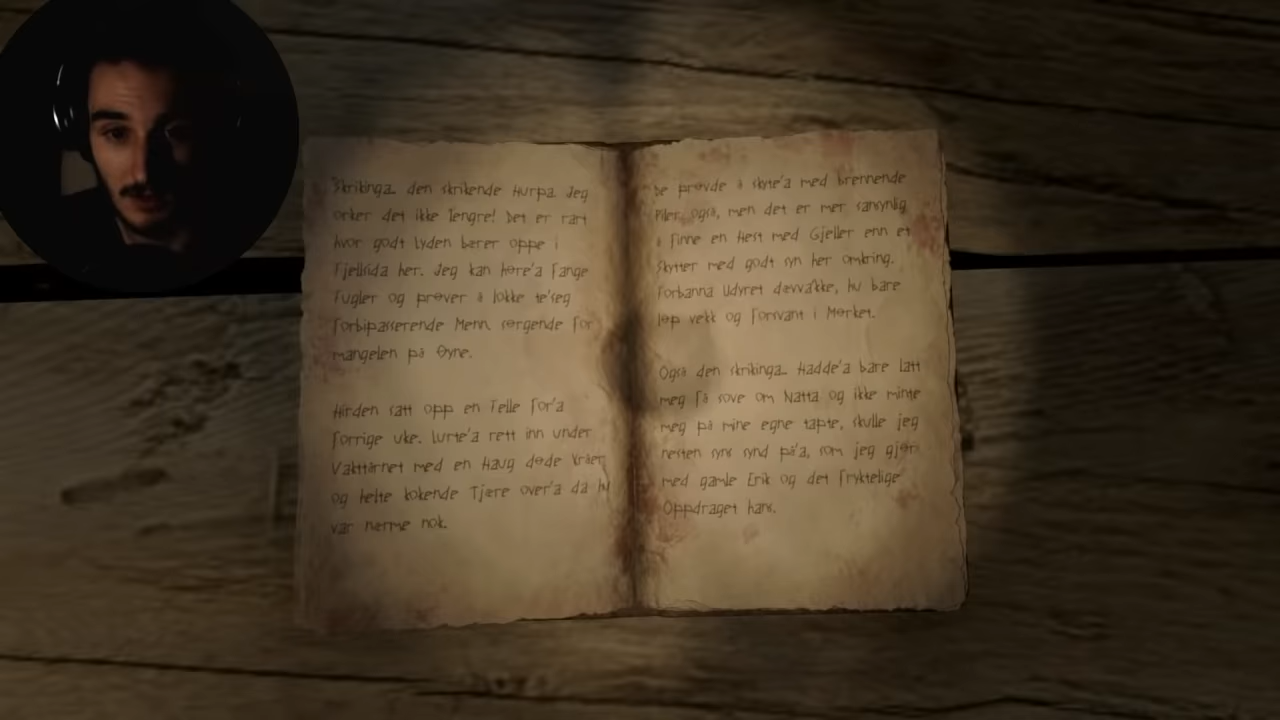 Skrikinga... den skrikende Hurpa. Jeg
orker det ikke lengre! Det er rart
hvor godt Lyden bærer oppe i
Fjellsida her. Jeg kan høre'a Fange
Fugler og prøver å lokke te'seg
Forbipasserende Menn, sørgende for
mangelen på Øyne.
Hirden satt opp en Felle for'a
forrige uke. Lurte'a rett inn under
Vakttårnet med en Haug døde Kråer
og helte kokende Tjære over'a da hu
var nærme nok.
De prøvde å skyte'a med brennende
Piler også, men det er mer sansynlig
å finne en Hest med Gjeller enn et
Skytter med godt syn her omkring.
Forbanna Udyret døvva'kke, hu bare
løp vekk og forsvant i Mørket.
Også den skrikinga... Hadde'a bare latt
meg få sove om Natta og ikke minte
meg på mine egne tapte, skulle jeg
nesten syns synd på'a, som jeg gjør
med gamle Erik og det fryktelige
Oppdraget hans.